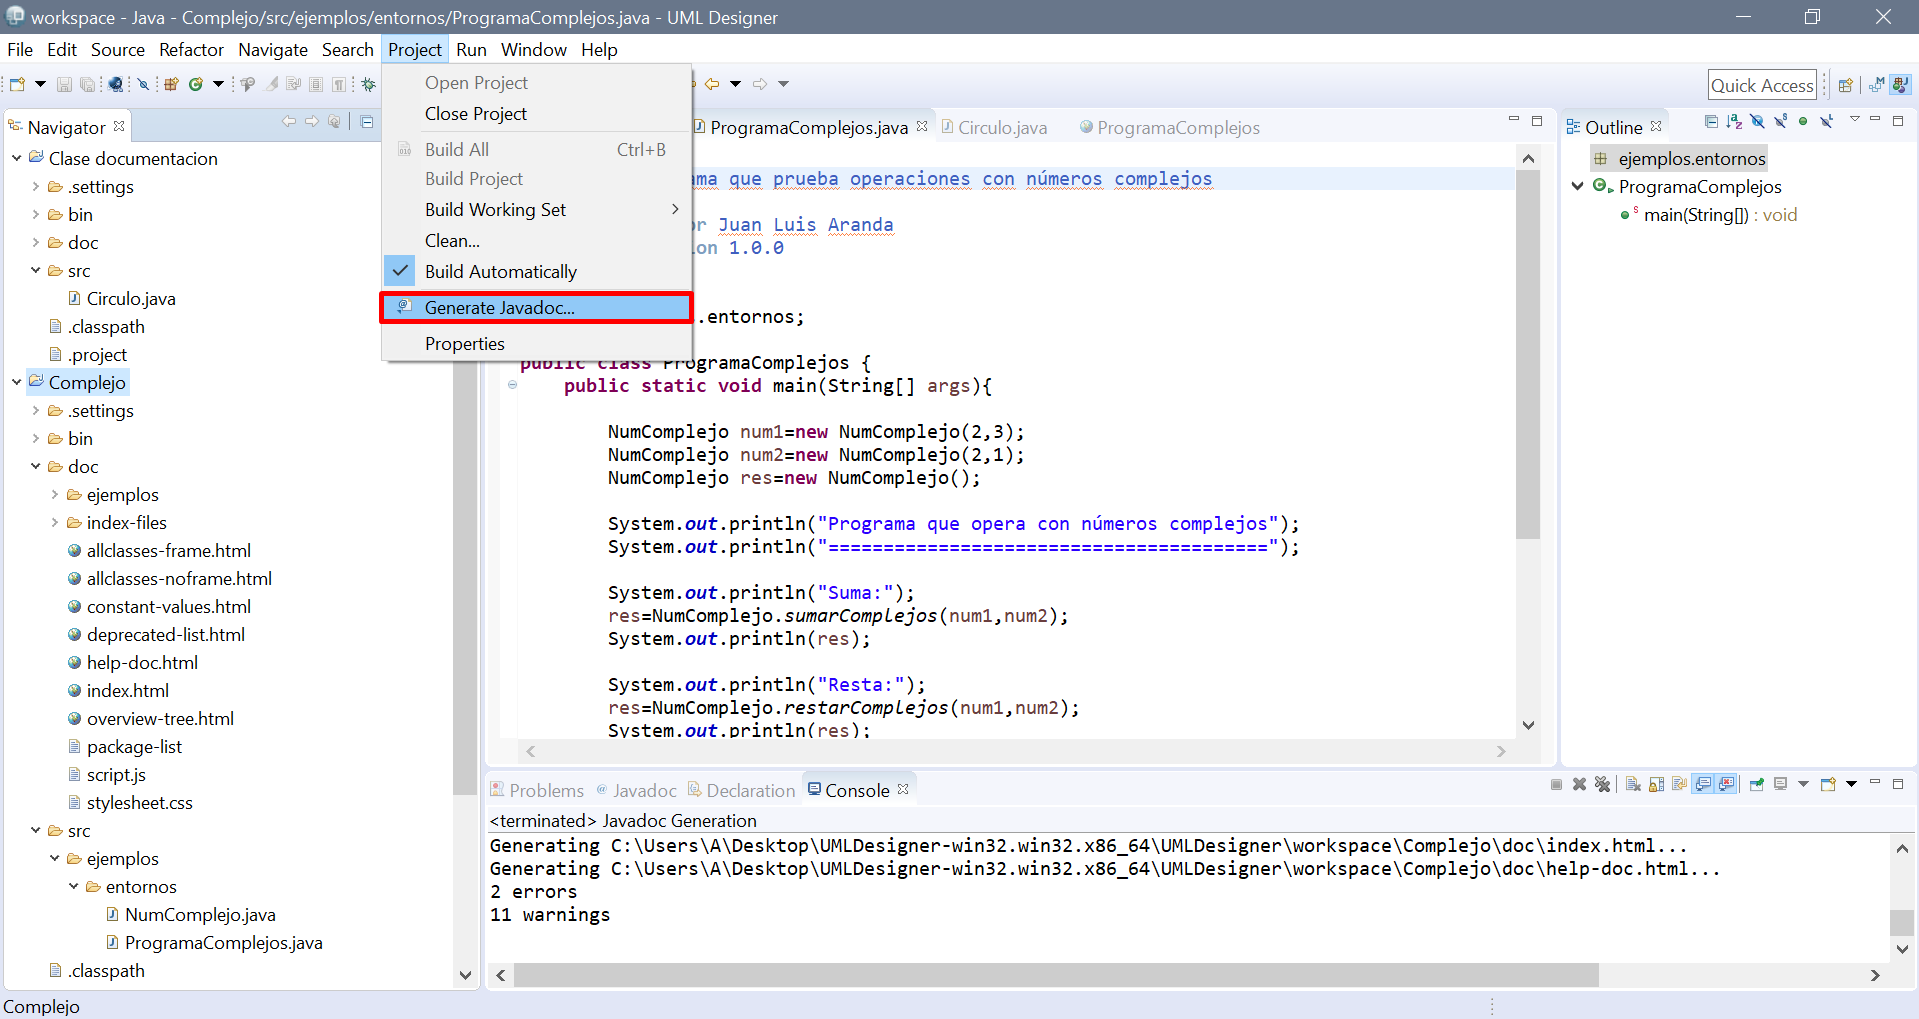 workspace - Java - Complejo/src/ejemplos/entornos/ProgramaComplejos.java - UML Designer
File Edit Source Refactor Navigate Search Project Run Window Help
Quick Access
Open Project
Close Project
Build All Ctrl+B
Build Project
Build Working Set
Clean...
Build Automatically
Generate Javadoc...
Properties
Navigator
Clase documentacion
.settings
bin
doc
src
Circulo.java
.classpath
.project
Complejo
.settings
bin
doc
ejemplos
index-files
allclasses-frame.html
allclasses-noframe.html
constant-values.html
deprecated-list.html
help-doc.html
index.html
overview-tree.html
package-list
script.js
stylesheet.css
src
ejemplos
entornos
NumComplejo.java
ProgramaComplejos.java
.classpath
ProgramaComplejos.java Circulo.java ProgramaComplejos
ma que prueba operaciones con números complejos
r Juan Luis Aranda
on 1.0.0
.entornos;
public class ProgramaComplejos {
public static void main(String[] args){
NumComplejo num1=new NumComplejo(2,3);
NumComplejo num2=new NumComplejo(2,1);
NumComplejo res=new NumComplejo();
System.out.println("Programa que opera con números complejos");
System.out.println("========================================");
System.out.println("Suma:");
res=NumComplejo.sumarComplejos(num1,num2);
System.out.println(res);
System.out.println("Resta:");
res=NumComplejo.restarComplejos(num1,num2);
System.out.println(res);
Outline
ejemplos.entornos
ProgramaComplejos
main(String[]) : void
Problems Javadoc Declaration Console
<terminated> Javadoc Generation
Generating C:\Users\A\Desktop\UMLDesigner-win32.win32.x86_64\UMLDesigner\workspace\Complejo\doc\index.html...
Generating C:\Users\A\Desktop\UMLDesigner-win32.win32.x86_64\UMLDesigner\workspace\Complejo\doc\help-doc.html...
2 errors
11 warnings
Complejo